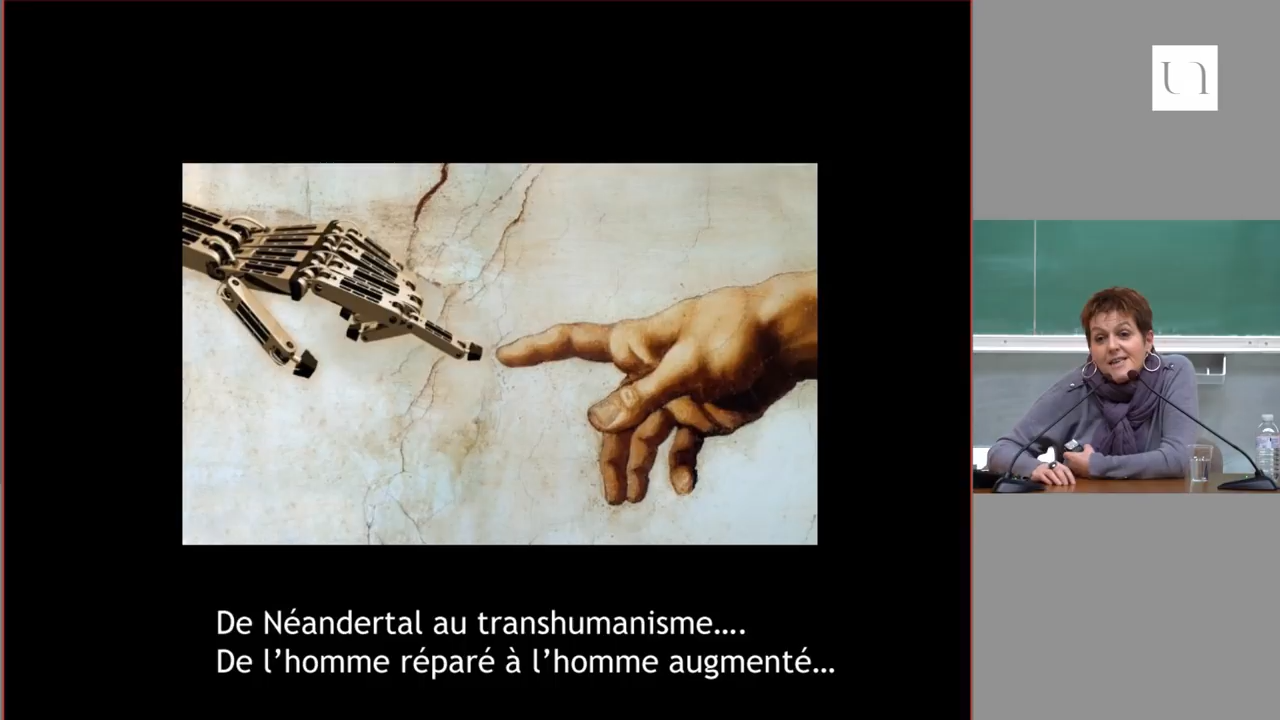 De Néandertal au transhumanisme….
De l’homme réparé à l’homme augmenté…